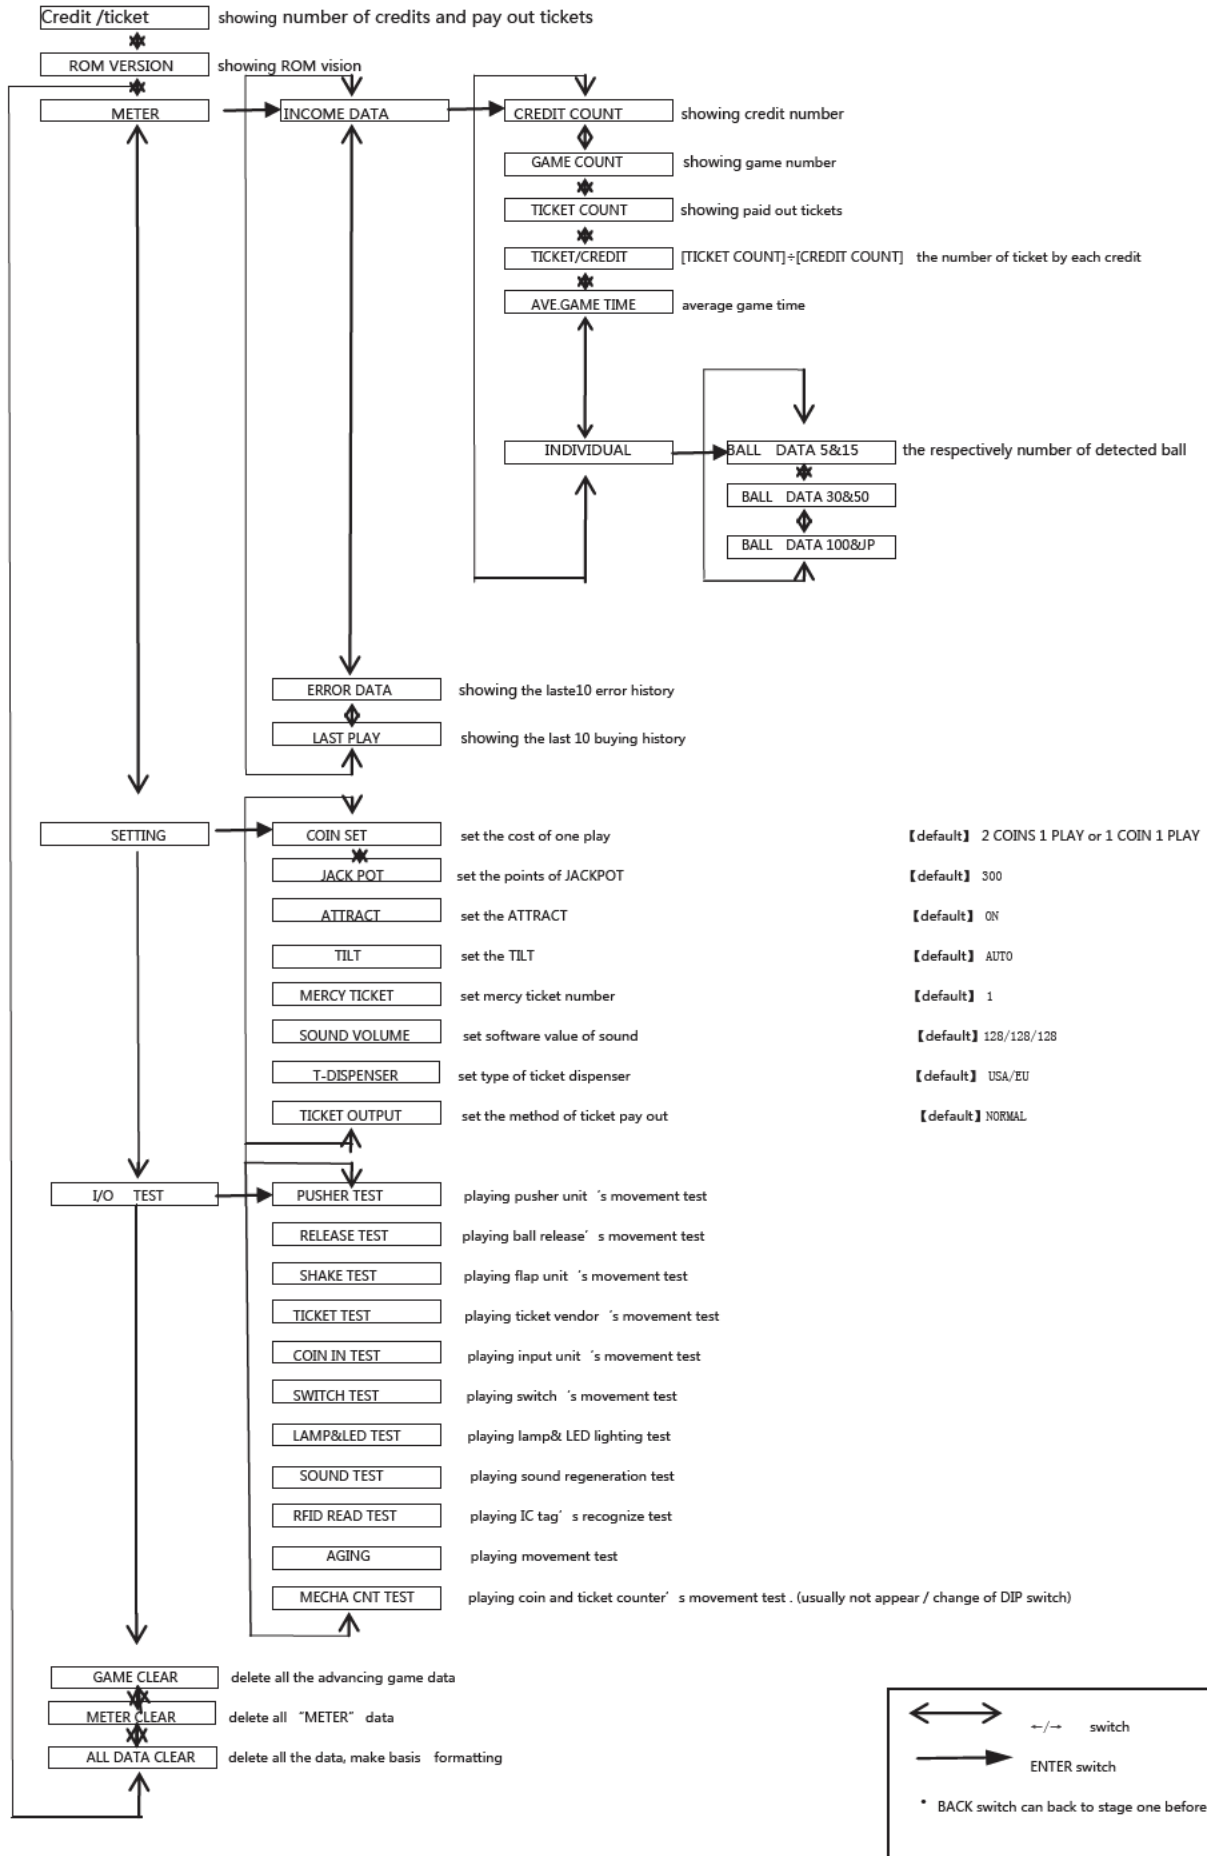 Credit /ticket showing number of credits and pay out tickets
ROM VERSION showing ROM vision
METER INCOME DATA CREDIT COUNT showing credit number
GAME COUNT showing game number
TICKET COUNT showing paid out tickets
TICKET/CREDIT [TICKET COUNT]÷[CREDIT COUNT] the number of ticket by each credit
AVE.GAME TIME average game time
INDIVIDUAL BALL DATA 5&15 the respectively number of detected ball
BALL DATA 30&50
BALL DATA 100&JP
ERROR DATA showing the laste10 error history
LAST PLAY showing the last 10 buying history
SETTING COIN SET set the cost of one play 【default】 2 COINS 1 PLAY or 1 COIN 1 PLAY
JACK POT set the points of JACKPOT 【default】 300
ATTRACT set the ATTRACT 【default】 ON
TILT set the TILT 【default】 AUTO
MERCY TICKET set mercy ticket number 【default】 1
SOUND VOLUME set software value of sound 【default】 128/128/128
T-DISPENSER set type of ticket dispenser 【default】 USA/EU
TICKET OUTPUT set the method of ticket pay out 【default】 NORMAL
I/O TEST PUSHER TEST playing pusher unit ′s movement test
RELEASE TEST playing ball release′ s movement test
SHAKE TEST playing flap unit ′s movement test
TICKET TEST playing ticket vendor ′s movement test
COIN IN TEST playing input unit ′s movement test
SWITCH TEST playing switch ′s movement test
LAMP&LED TEST playing lamp& LED lighting test
SOUND TEST playing sound regeneration test
RFID READ TEST playing IC tag′ s recognize test
AGING playing movement test
MECHA CNT TEST playing coin and ticket counter′ s movement test . (usually not appear / change of DIP switch)
GAME CLEAR delete all the advancing game data
METER CLEAR delete all “METER” data
ALL DATA CLEAR delete all the data, make basis formatting
←/→ switch
ENTER switch
* BACK switch can back to stage one before